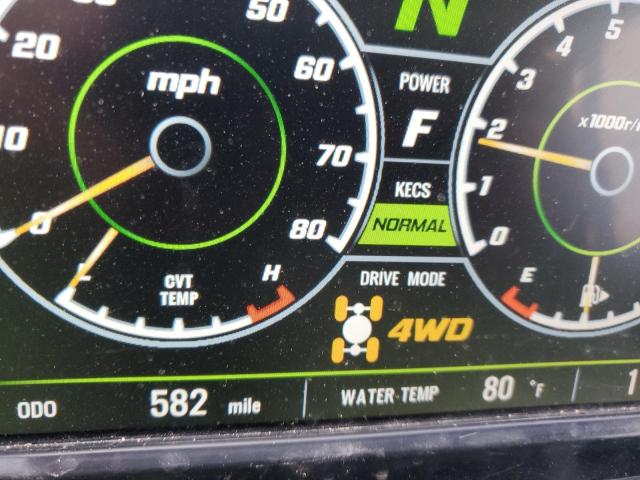 N
50
20
60
mph
10
70
0
80
L
CVT
TEMP
H
POWER
F
KECS
NORMAL
DRIVE MODE
4WD
5
4
3
x1000r/
2
1
0
E
ODO 582 mile
WATER TEMP 80 °F
1